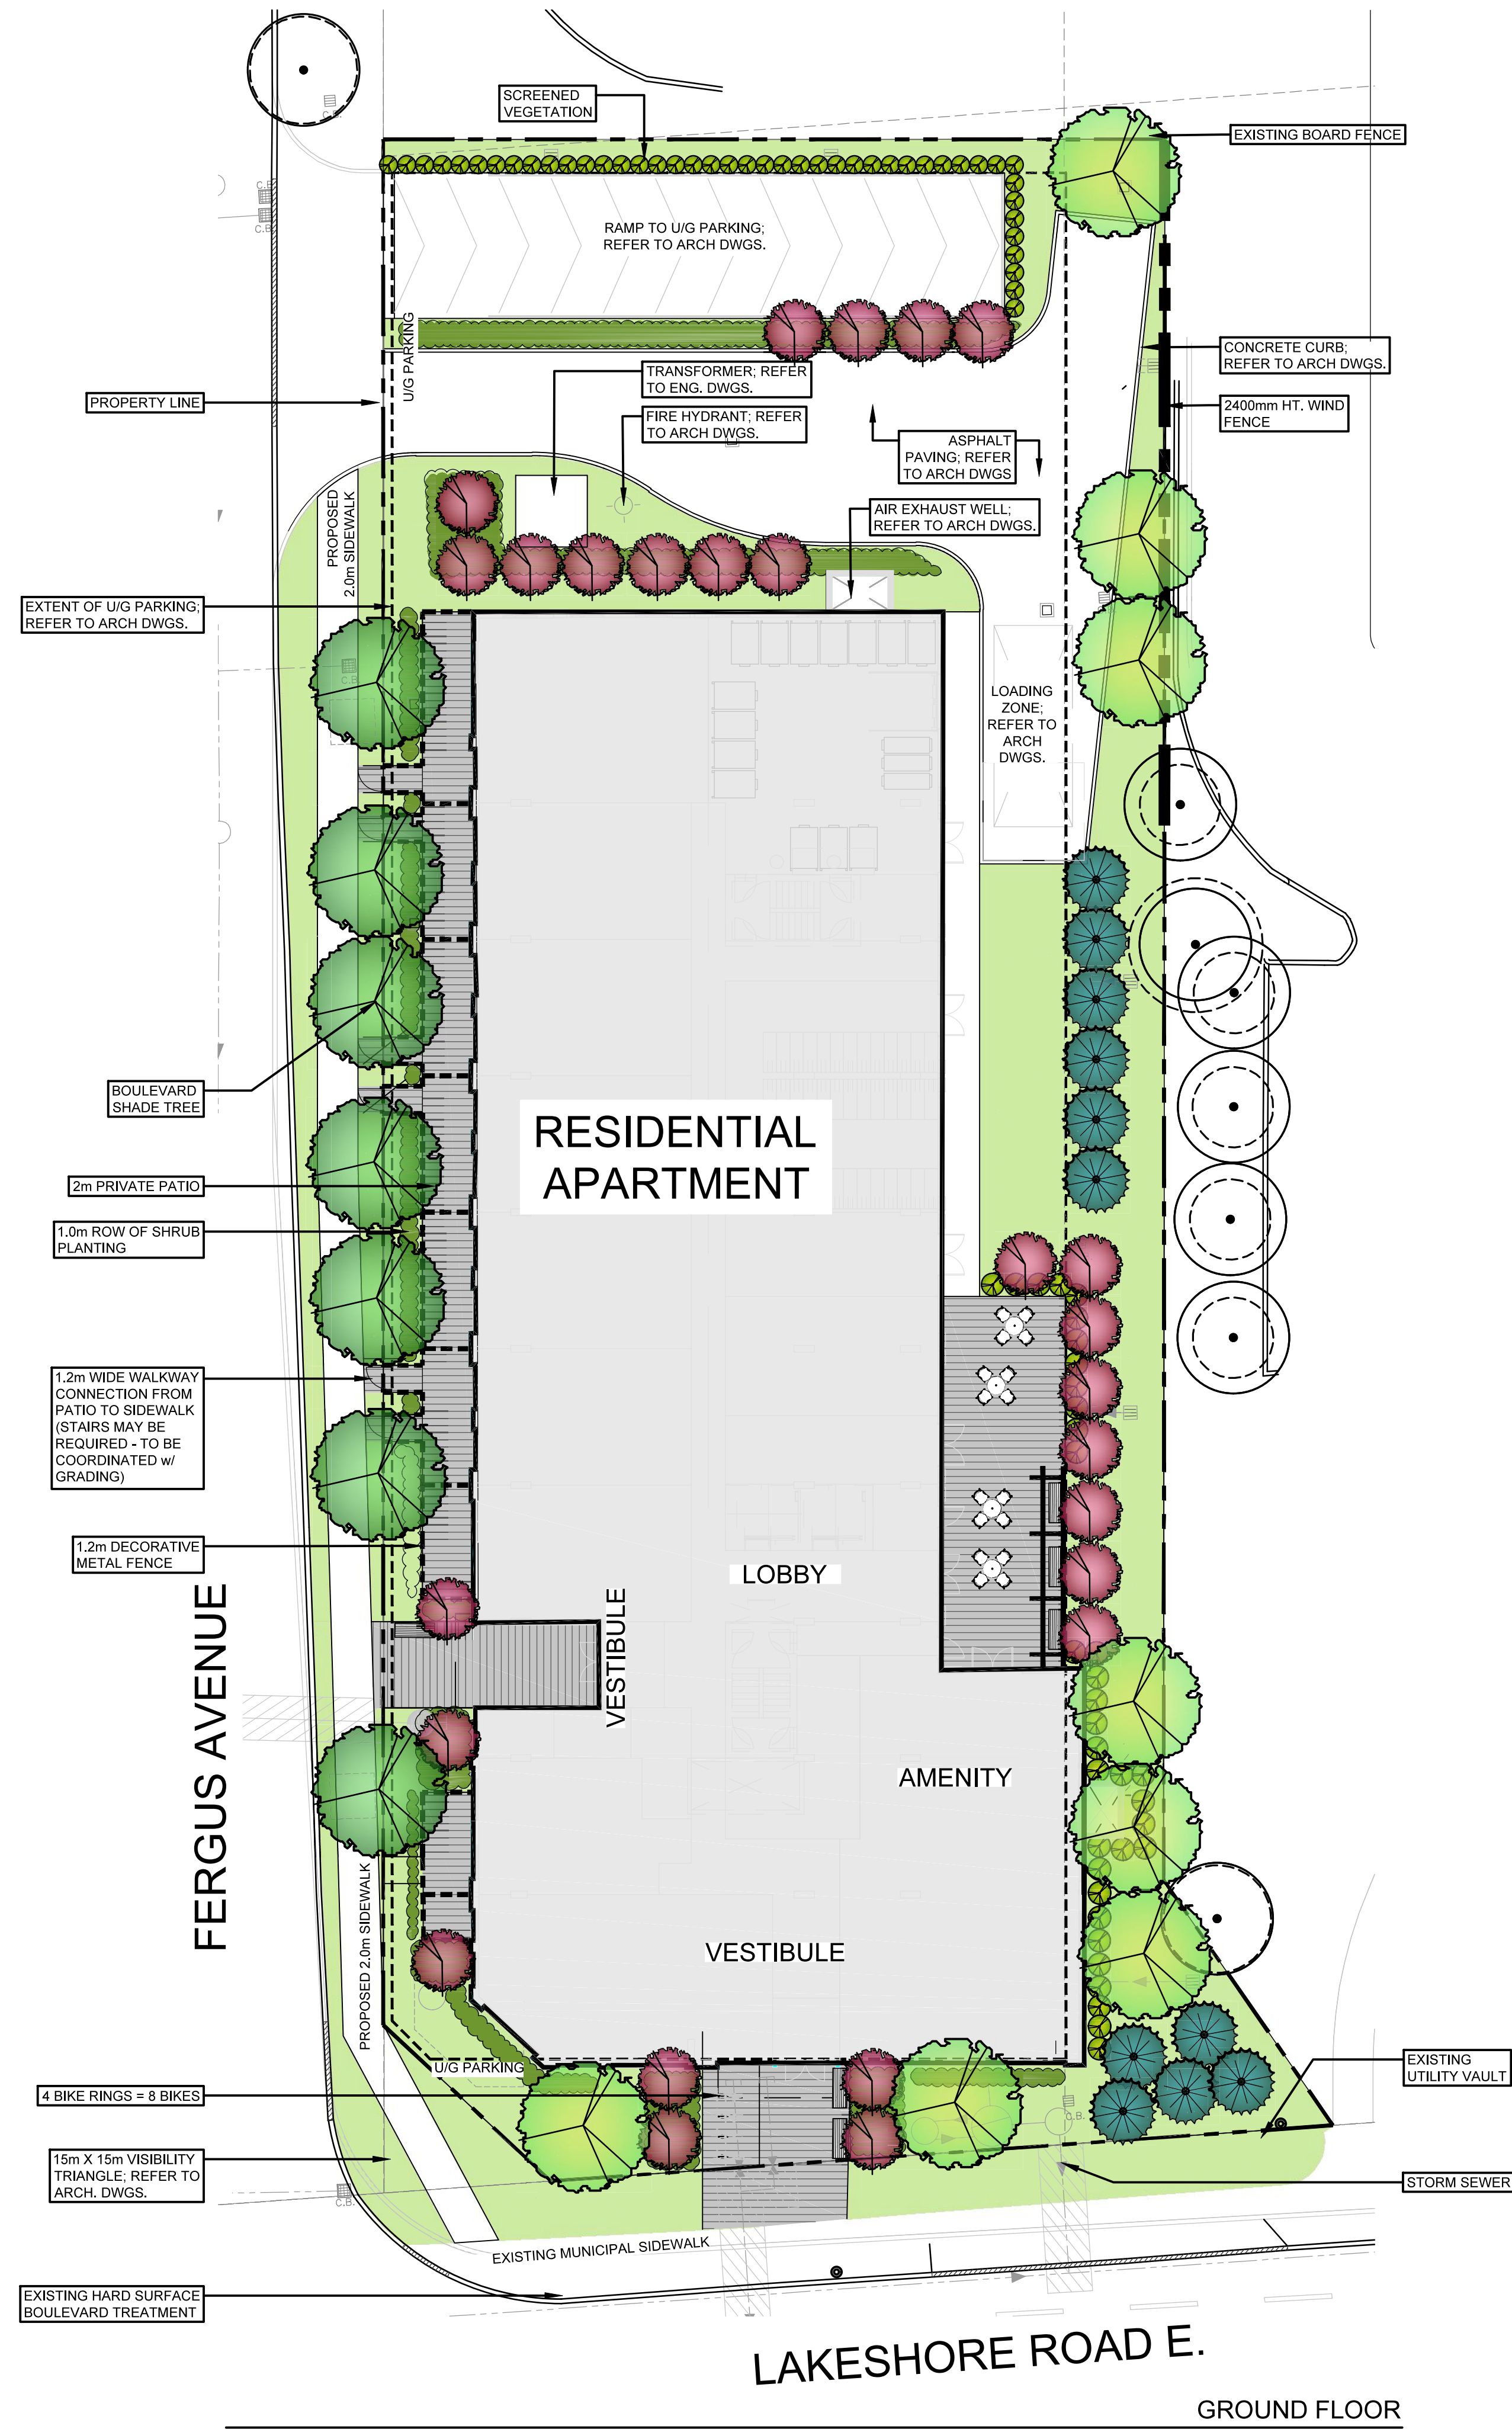 SCREENED
VEGETATION
EXISTING BOARD FENCE
C.B.
C.B.
C.B.
RAMP TO U/G PARKING;
REFER TO ARCH DWGS.
U/G PARKING
CONCRETE CURB;
REFER TO ARCH DWGS.
TRANSFORMER; REFER
TO ENG. DWGS.
PROPERTY LINE
2400mm HT. WIND
FENCE
FIRE HYDRANT; REFER
TO ARCH DWGS.
ASPHALT
PAVING; REFER
TO ARCH DWGS
PROPOSED
2.0m SIDEWALK
AIR EXHAUST WELL;
REFER TO ARCH DWGS.
EXTENT OF U/G PARKING;
REFER TO ARCH DWGS.
C.B.
LOADING
ZONE;
REFER TO
ARCH
DWGS.
BOULEVARD
SHADE TREE
RESIDENTIAL
APARTMENT
2m PRIVATE PATIO
1.0m ROW OF SHRUB
PLANTING
1.2m WIDE WALKWAY
CONNECTION FROM
PATIO TO SIDEWALK
(STAIRS MAY BE
REQUIRED - TO BE
COORDINATED w/
GRADING)
1.2m DECORATIVE
METAL FENCE
LOBBY
VESTIBULE
FERGUS AVENUE
AMENITY
PROPOSED 2.0m SIDEWALK
VESTIBULE
U/G PARKING
EXISTING
UTILITY VAULT
4 BIKE RINGS = 8 BIKES
C.B.
15m X 15m VISIBILITY
TRIANGLE; REFER TO
ARCH. DWGS.
STORM SEWER
C.B.
EXISTING MUNICIPAL SIDEWALK
EXISTING HARD SURFACE
BOULEVARD TREATMENT
LAKESHORE ROAD E.
GROUND FLOOR